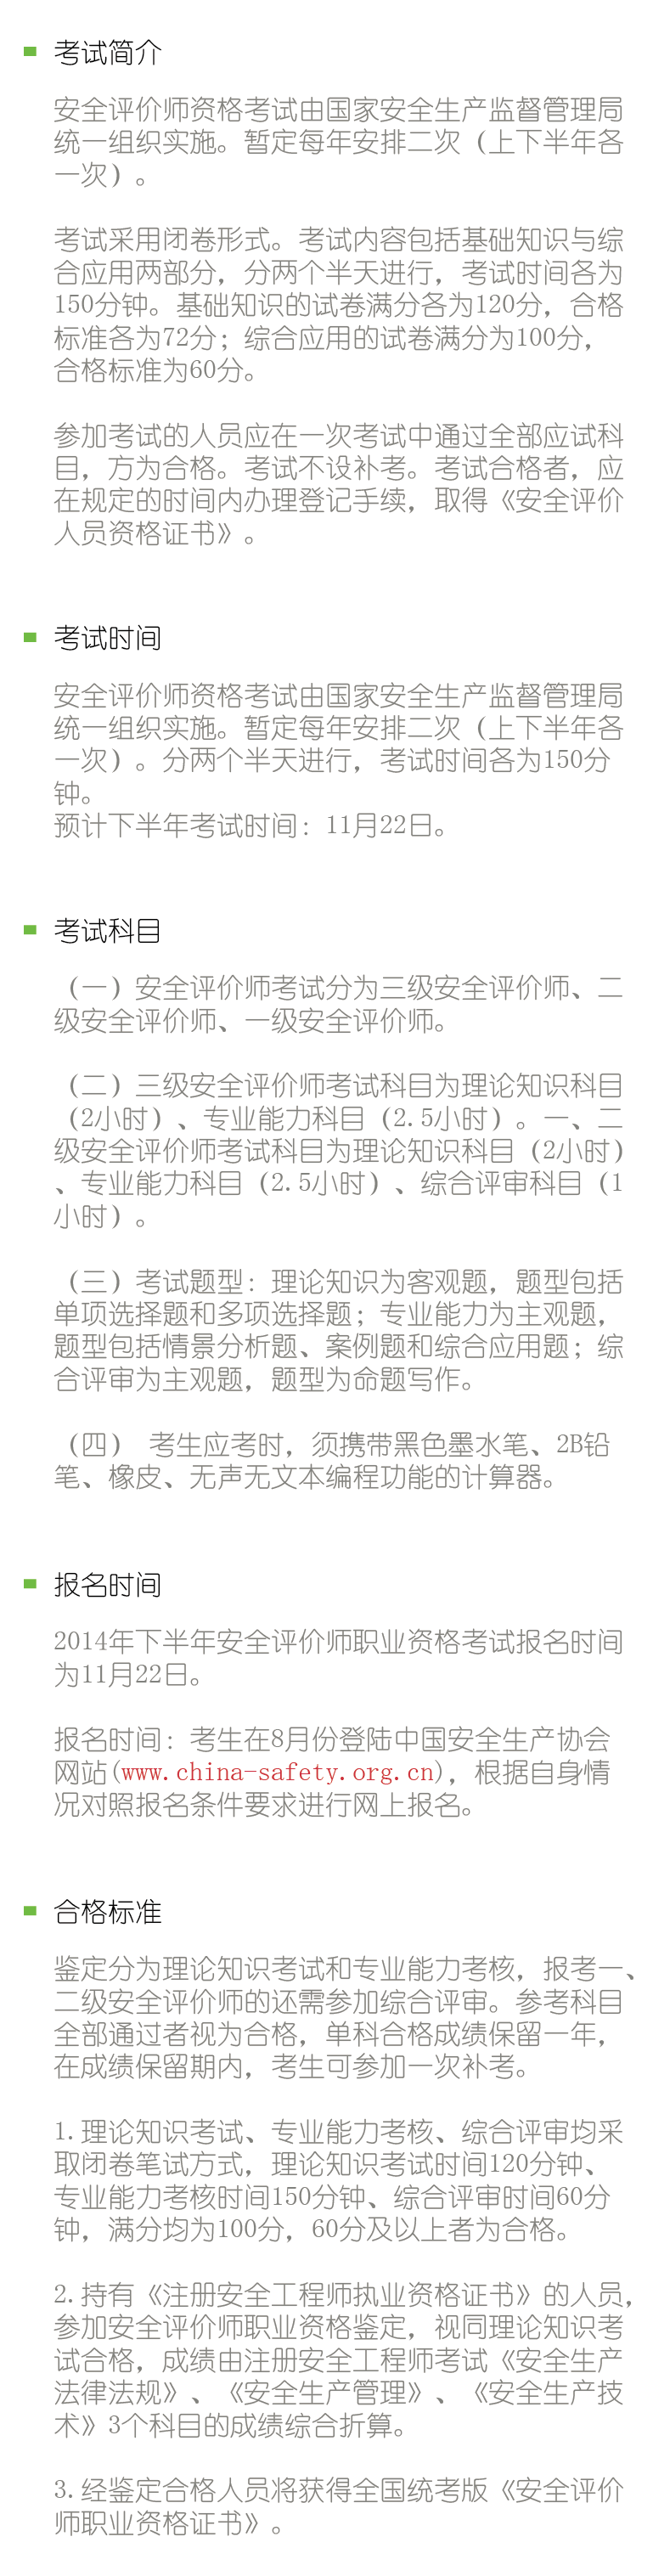 考试简介
安全评价师资格考试由国家安全生产监督管理局
统一组织实施。暂定每年安排二次（上下半年各
一次）。
考试采用闭卷形式。考试内容包括基础知识与综
合应用两部分，分两个半天进行，考试时间各为
150分钟。基础知识的试卷满分各为120分，合格
标准各为72分；综合应用的试卷满分为100分，
合格标准为60分。
参加考试的人员应在一次考试中通过全部应试科
目，方为合格。考试不设补考。考试合格者，应
在规定的时间内办理登记手续，取得《安全评价
人员资格证书》。
考试时间
安全评价师资格考试由国家安全生产监督管理局
统一组织实施。暂定每年安排二次（上下半年各
一次）。分两个半天进行，考试时间各为150分
钟。
预计下半年考试时间：11月22日。
考试科目
（一）安全评价师考试分为三级安全评价师、二
级安全评价师、一级安全评价师。
（二）三级安全评价师考试科目为理论知识科目
（2小时）、专业能力科目（2.5小时）。一、二
级安全评价师考试科目为理论知识科目（2小时）
、专业能力科目（2.5小时）、综合评审科目（1
小时）。
（三）考试题型：理论知识为客观题，题型包括
单项选择题和多项选择题；专业能力为主观题，
题型包括情景分析题、案例题和综合应用题；综
合评审为主观题，题型为命题写作。
（四） 考生应考时，须携带黑色墨水笔、2B铅
笔、橡皮、无声无文本编程功能的计算器。
报名时间
2014年下半年安全评价师职业资格考试报名时间
为11月22日。
报名时间：考生在8月份登陆中国安全生产协会
网站(www.china-safety.org.cn)，根据自身情
况对照报名条件要求进行网上报名。
合格标准
鉴定分为理论知识考试和专业能力考核，报考一、
二级安全评价师的还需参加综合评审。参考科目
全部通过者视为合格，单科合格成绩保留一年，
在成绩保留期内，考生可参加一次补考。
1.理论知识考试、专业能力考核、综合评审均采
取闭卷笔试方式，理论知识考试时间120分钟、
专业能力考核时间150分钟、综合评审时间60分
钟，满分均为100分，60分及以上者为合格。
2.持有《注册安全工程师执业资格证书》的人员，
参加安全评价师职业资格鉴定，视同理论知识考
试合格，成绩由注册安全工程师考试《安全生产
法律法规》、《安全生产管理》、《安全生产技
术》3个科目的成绩综合折算。
3.经鉴定合格人员将获得全国统考版《安全评价
师职业资格证书》。